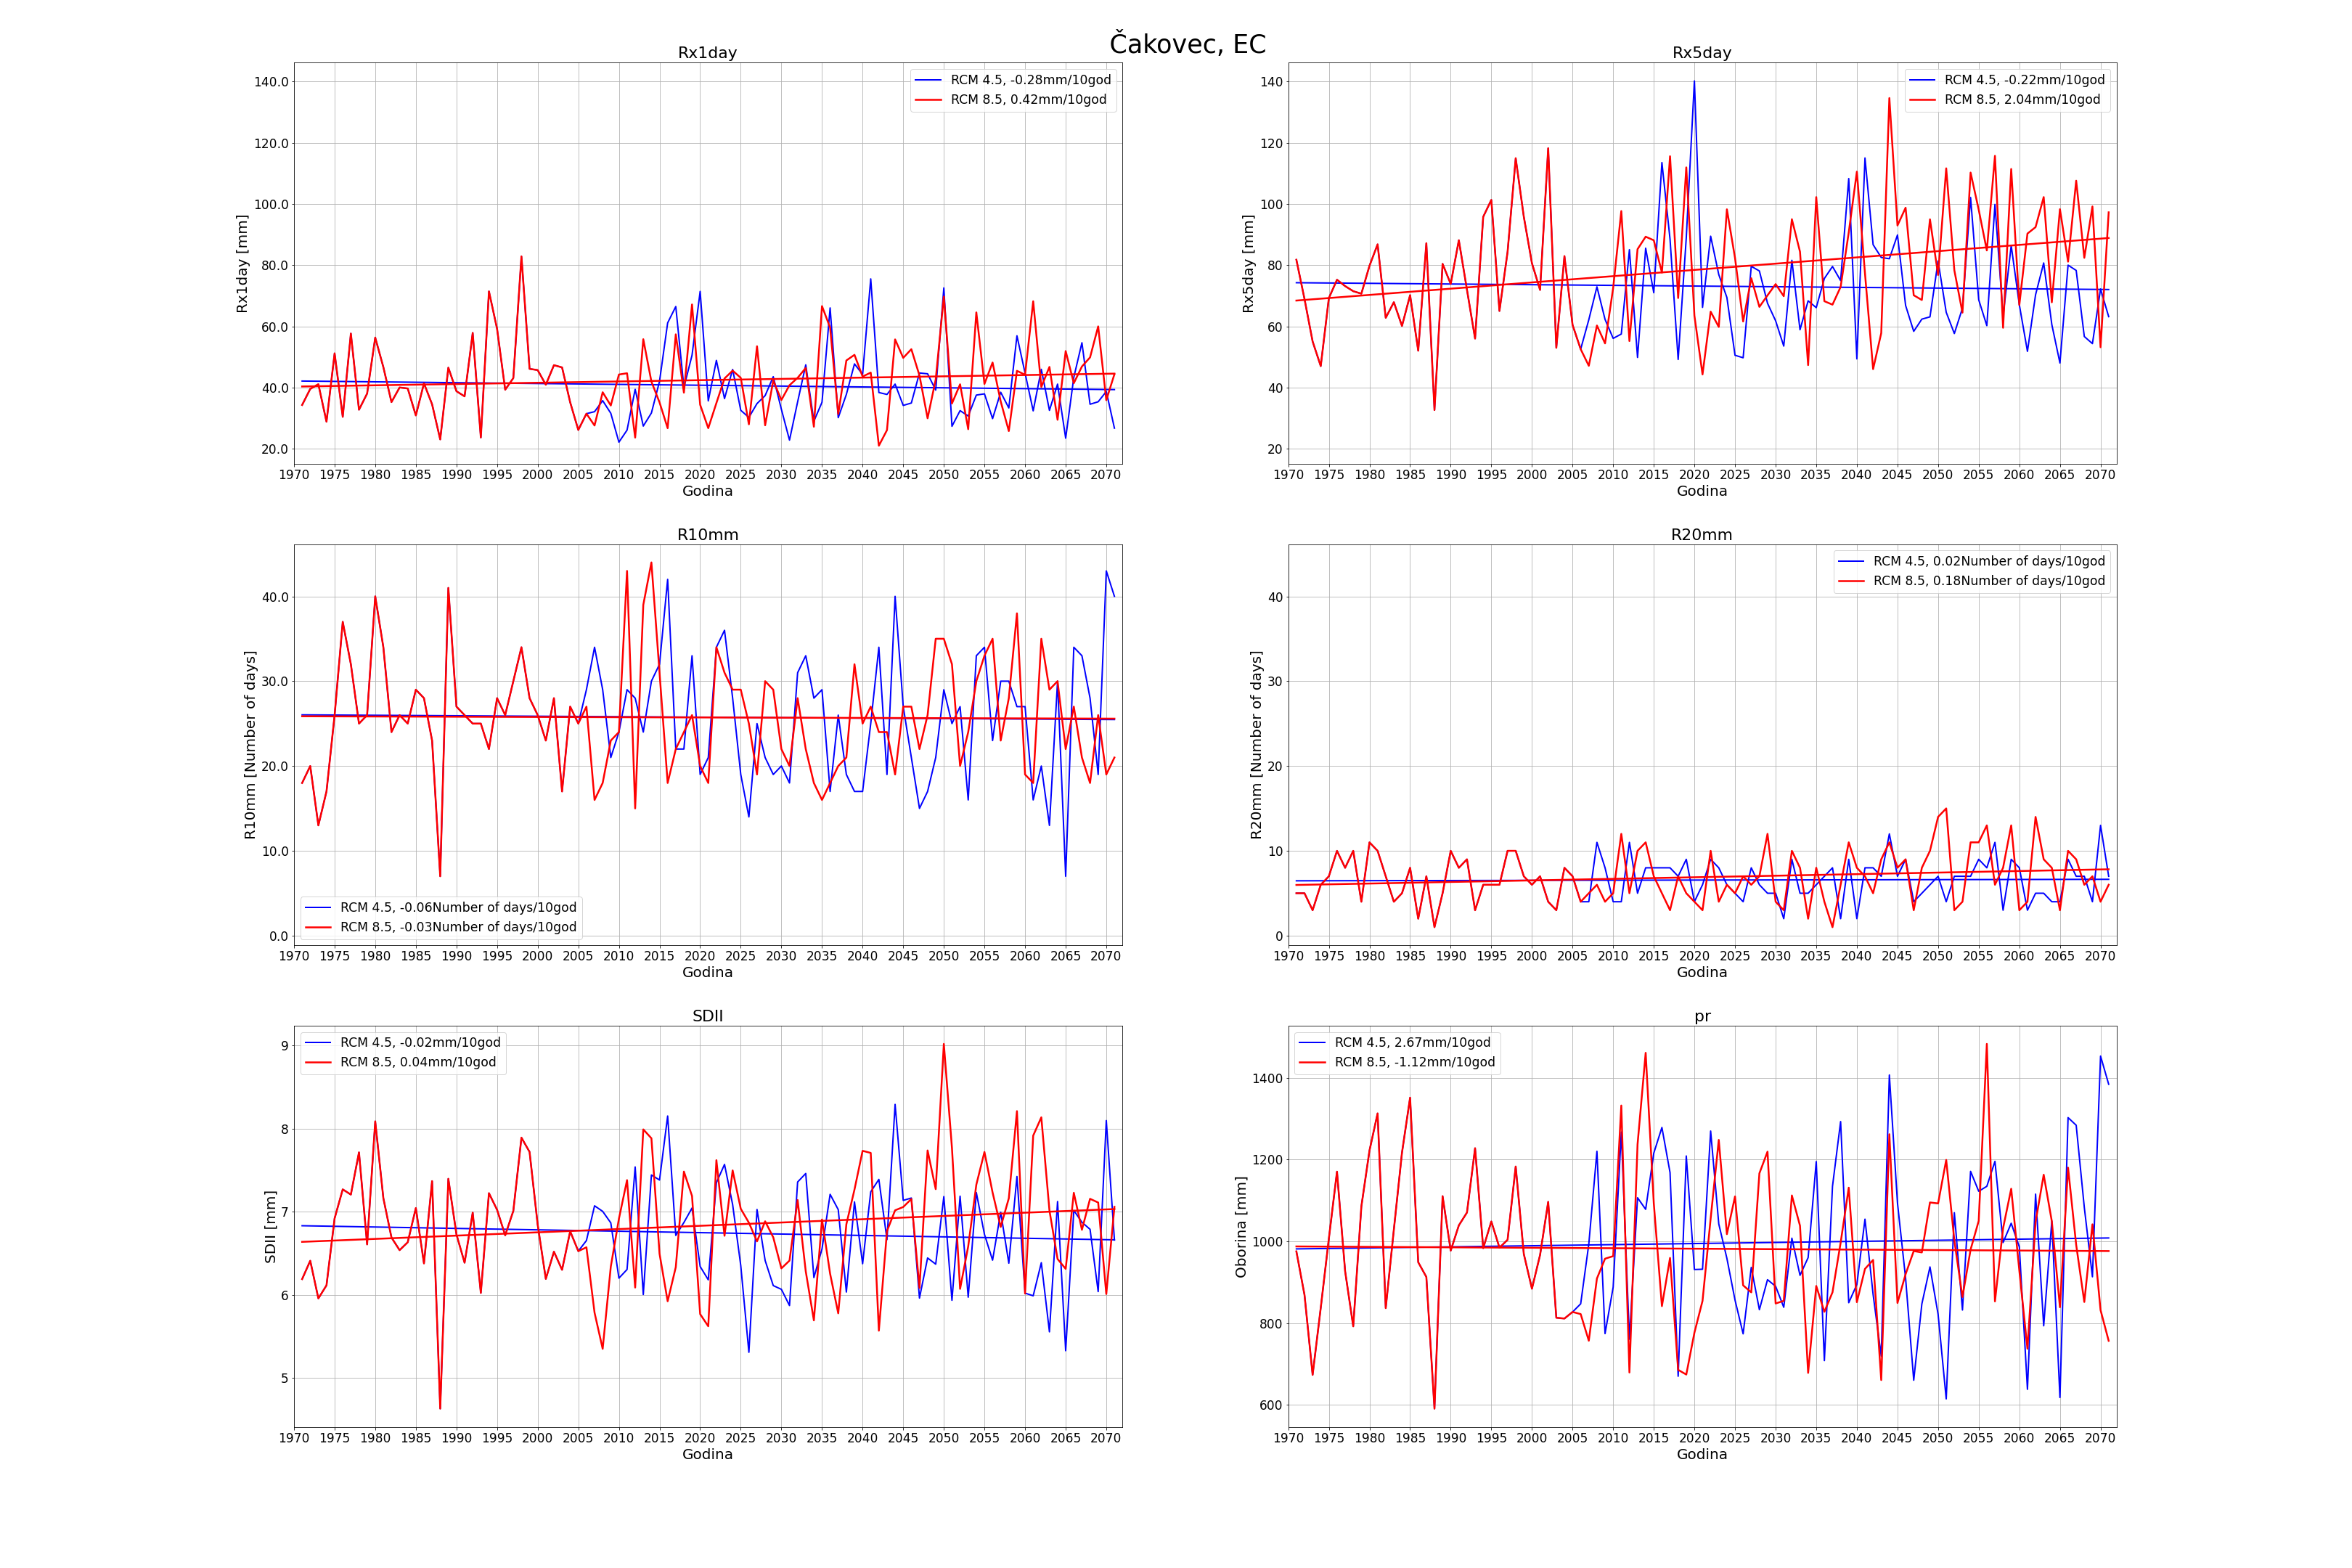 Čakovec, EC
Rx1day
RCM 4.5, -0.28mm/10god
RCM 8.5, 0.42mm/10god
Rx1day [mm]
140.0
120.0
100.0
80.0
60.0
40.0
20.0
1970 1975 1980 1985 1990 1995 2000 2005 2010 2015 2020 2025 2030 2035 2040 2045 2050 2055 2060 2065 2070
Godina
Rx5day
RCM 4.5, -0.22mm/10god
RCM 8.5, 2.04mm/10god
Rx5day [mm]
140
120
100
80
60
40
20
1970 1975 1980 1985 1990 1995 2000 2005 2010 2015 2020 2025 2030 2035 2040 2045 2050 2055 2060 2065 2070
Godina
R10mm
R10mm [Number of days]
40.0
30.0
20.0
10.0
0.0
RCM 4.5, -0.06Number of days/10god
RCM 8.5, -0.03Number of days/10god
1970 1975 1980 1985 1990 1995 2000 2005 2010 2015 2020 2025 2030 2035 2040 2045 2050 2055 2060 2065 2070
Godina
R20mm
RCM 4.5, 0.02Number of days/10god
RCM 8.5, 0.18Number of days/10god
R20mm [Number of days]
40
30
20
10
0
1970 1975 1980 1985 1990 1995 2000 2005 2010 2015 2020 2025 2030 2035 2040 2045 2050 2055 2060 2065 2070
Godina
SDII
RCM 4.5, -0.02mm/10god
RCM 8.5, 0.04mm/10god
SDII [mm]
9
8
7
6
5
1970 1975 1980 1985 1990 1995 2000 2005 2010 2015 2020 2025 2030 2035 2040 2045 2050 2055 2060 2065 2070
Godina
pr
RCM 4.5, 2.67mm/10god
RCM 8.5, -1.12mm/10god
Oborina [mm]
1400
1200
1000
800
600
1970 1975 1980 1985 1990 1995 2000 2005 2010 2015 2020 2025 2030 2035 2040 2045 2050 2055 2060 2065 2070
Godina